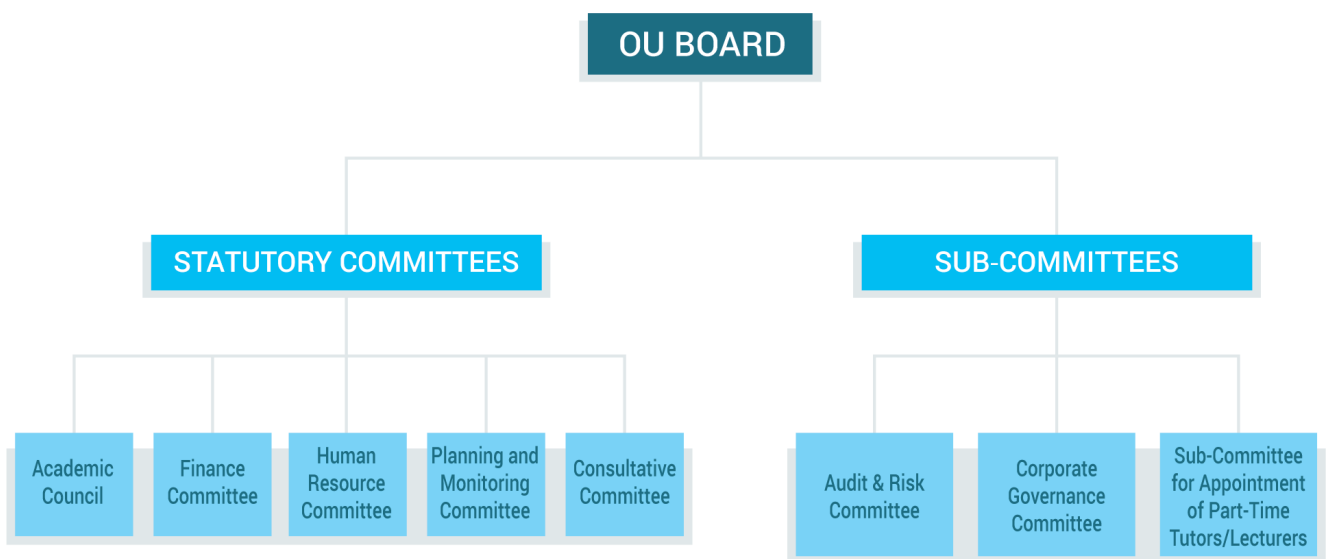 OU BOARD
STATUTORY COMMITTEES
SUB-COMMITTEES
Academic
Council
Finance
Committee
Human
Resource
Committee
Planning and
Monitoring
Committee
Consultative
Committee
Audit & Risk
Committee
Corporate
Governance
Committee
Sub-Committee
for Appointment
of Part-Time
Tutors/Lecturers